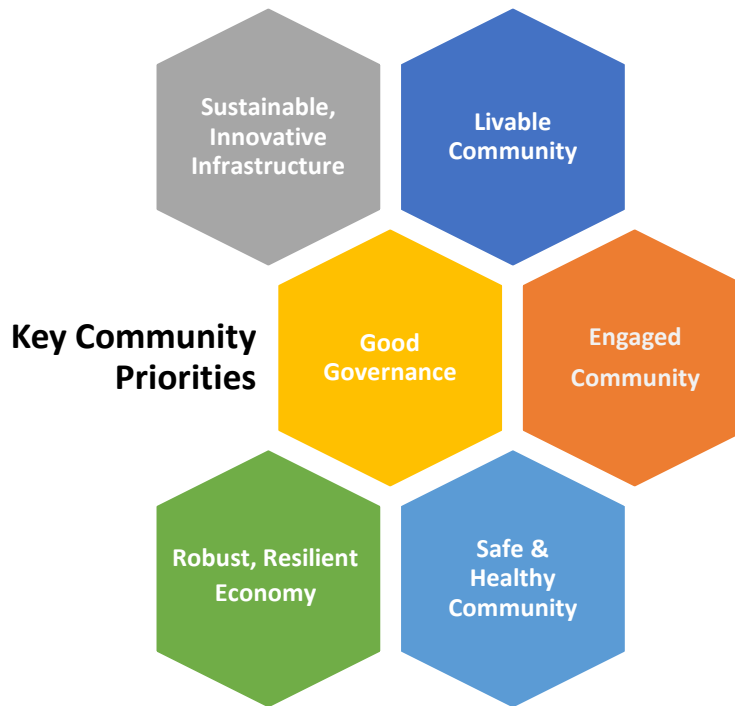 Sustainable,
Innovative
Infrastructure
Livable
Community
Key Community
Priorities
Good
Governance
Engaged
Community
Robust, Resilient
Economy
Safe &
Healthy
Community